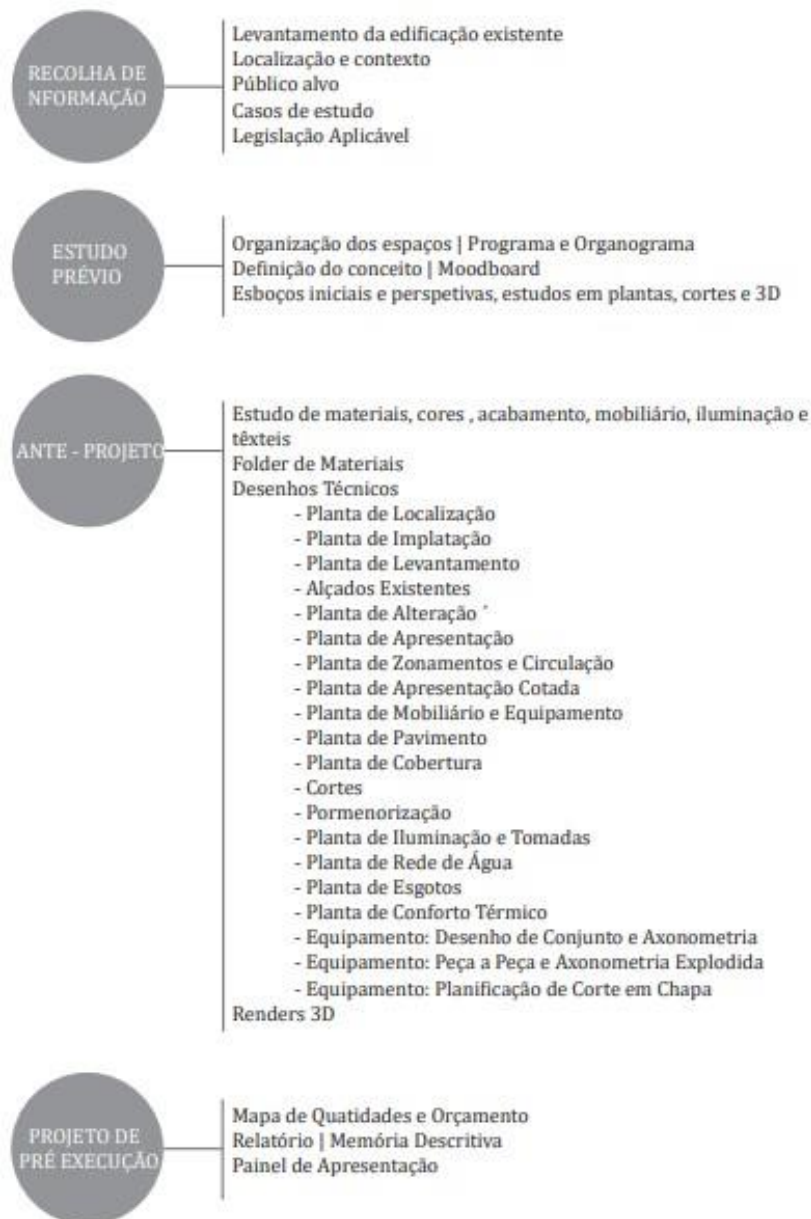 RECOLHA DE
NFORMAÇÃO
Levantamento da edificação existente
Localização e contexto
Público alvo
Casos de estudo
Legislação Aplicável
ESTUDO
PRÉVIO
Organização dos espaços | Programa e Organograma
Definição do conceito | Moodboard
Esboços iniciais e perspetivas, estudos em plantas, cortes e 3D
ANTE - PROJETO
Estudo de materiais, cores , acabamento, mobiliário, iluminação e
têxteis
Folder de Materiais
Desenhos Técnicos
- Planta de Localização
- Planta de Implatação
- Planta de Levantamento
- Alçados Existentes
- Planta de Alteração ´
- Planta de Apresentação
- Planta de Zonamentos e Circulação
- Planta de Apresentação Cotada
- Planta de Mobiliário e Equipamento
- Planta de Pavimento
- Planta de Cobertura
- Cortes
- Pormenorização
- Planta de Iluminação e Tomadas
- Planta de Rede de Água
- Planta de Esgotos
- Planta de Conforto Térmico
- Equipamento: Desenho de Conjunto e Axonometria
- Equipamento: Peça a Peça e Axonometria Explodida
- Equipamento: Planificação de Corte em Chapa
Renders 3D
PROJETO DE
PRÉ EXECUÇÃO
Mapa de Quatidades e Orçamento
Relatório | Memória Descritiva
Painel de Apresentação